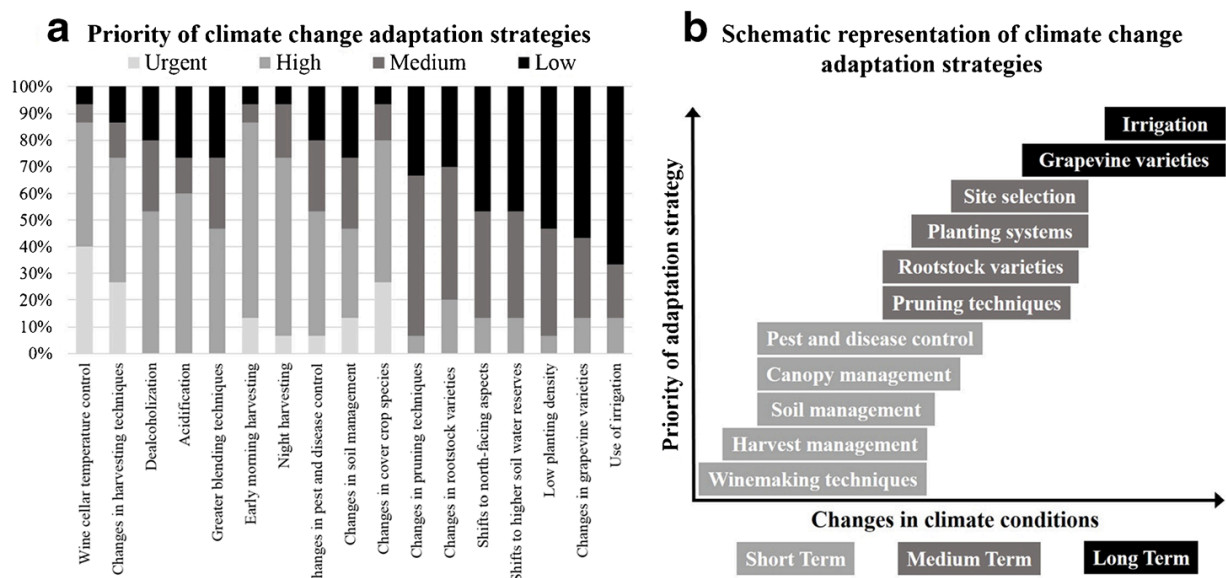 a Priority of climate change adaptation strategies
Urgent High Medium Low
100%
90%
80%
70%
60%
50%
40%
30%
20%
10%
0%
Wine cellar temperature control
Changes in harvesting techniques
Dealcoholization
Acidification
Greater blending techniques
Early morning harvesting
Night harvesting
hanges in pest and disease control
Changes in soil management
Changes in cover crop species
Changes in pruning techniques
Changes in rootstock varieties
Shifts to north-facing aspects
Shifts to higher soil water reserves
Low planting density
Changes in grapevine varieties
Use of irrigation
b Schematic representation of climate change
adaptation strategies
Priority of adaptation strategy
Irrigation
Grapevine varieties
Site selection
Planting systems
Rootstock varieties
Pruning techniques
Pest and disease control
Canopy management
Soil management
Harvest management
Winemaking techniques
Changes in climate conditions
Short Term Medium Term Long Term